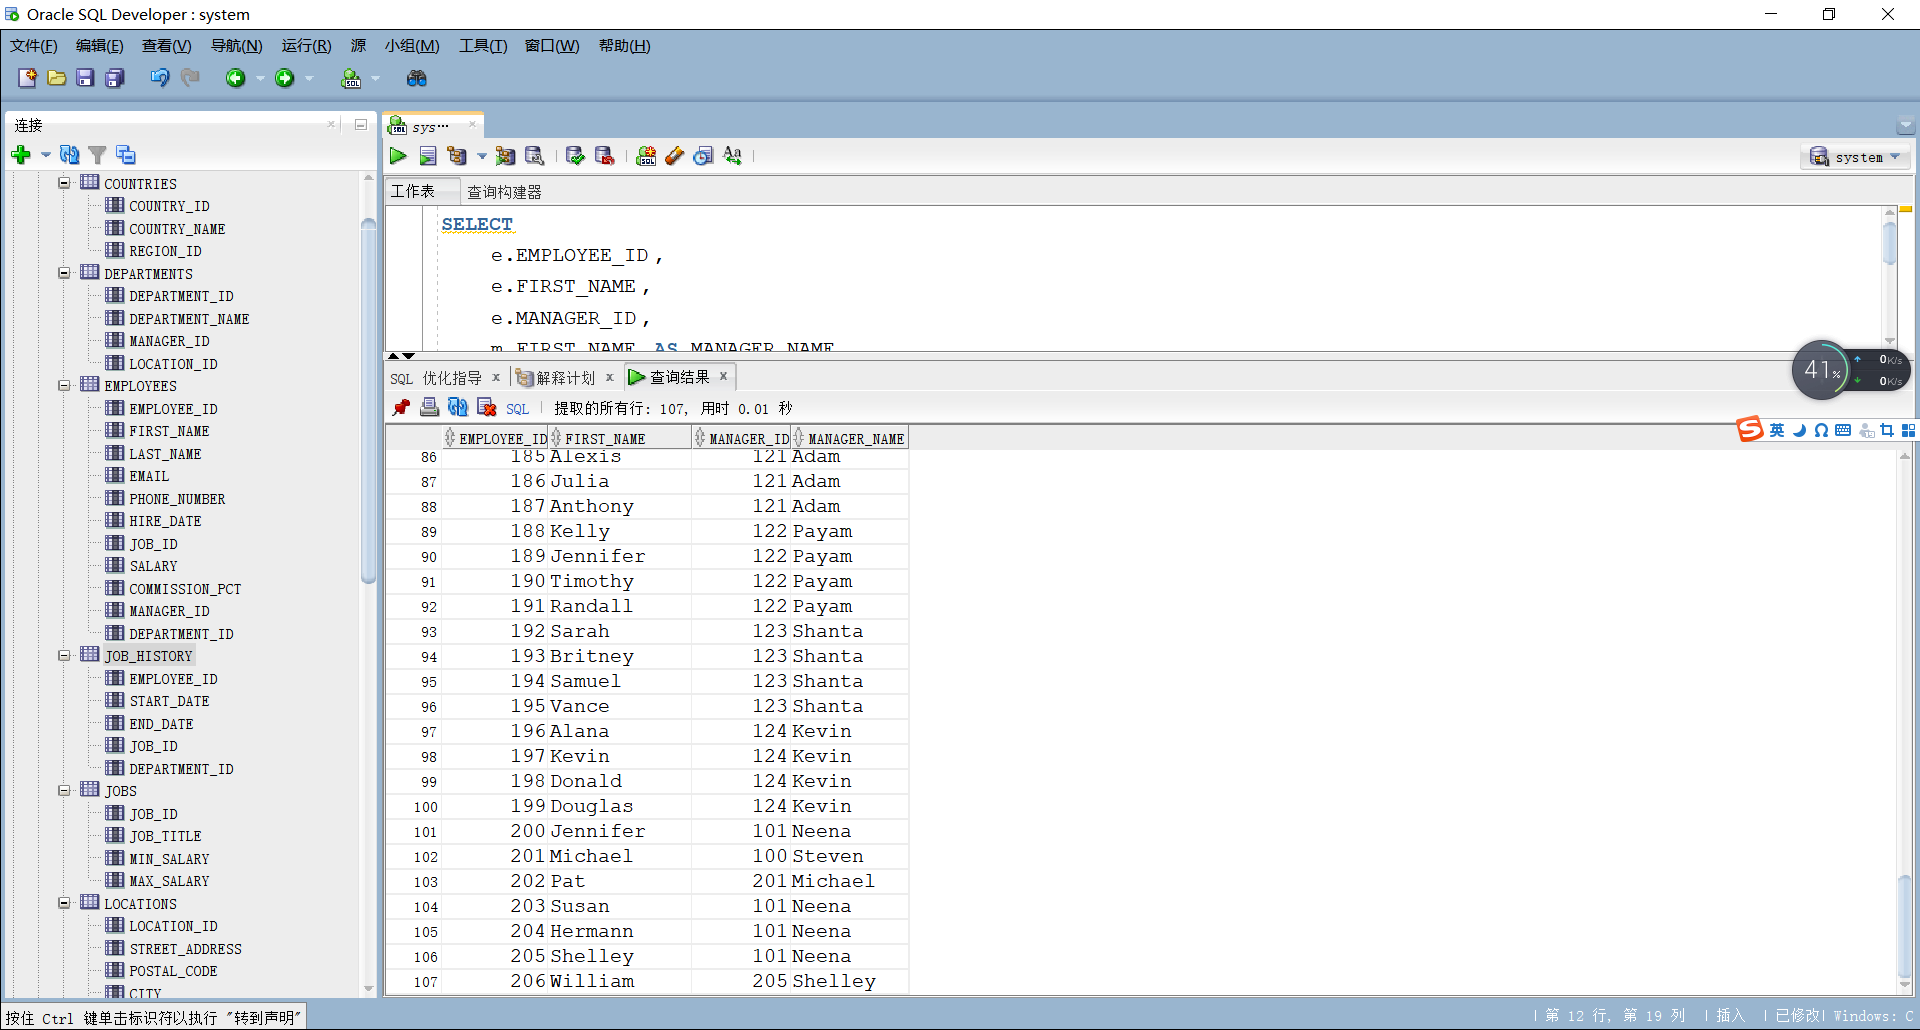 Oracle SQL Developer : system
文件(F) 编辑(E) 查看(V) 导航(N) 运行(R) 源 小组(M) 工具(T) 窗口(W) 帮助(H)
连接
sys···
system
COUNTRIES
COUNTRY_ID
COUNTRY_NAME
REGION_ID
DEPARTMENTS
DEPARTMENT_ID
DEPARTMENT_NAME
MANAGER_ID
LOCATION_ID
EMPLOYEES
EMPLOYEE_ID
FIRST_NAME
LAST_NAME
EMAIL
PHONE_NUMBER
HIRE_DATE
JOB_ID
SALARY
COMMISSION_PCT
MANAGER_ID
DEPARTMENT_ID
JOB_HISTORY
EMPLOYEE_ID
START_DATE
END_DATE
JOB_ID
DEPARTMENT_ID
JOBS
JOB_ID
JOB_TITLE
MIN_SALARY
MAX_SALARY
LOCATIONS
LOCATION_ID
STREET_ADDRESS
POSTAL_CODE
CITY
工作表 查询构建器
SELECT
e.EMPLOYEE_ID,
e.FIRST_NAME,
e.MANAGER_ID,
m.FIRST_NAME AS MANAGER_NAME
41%
0K/s
0K/s
SQL 优化指导 x 解释计划 x 查询结果 x
SQL 提取的所有行: 107, 用时 0.01 秒
英
EMPLOYEE_ID FIRST_NAME MANAGER_ID MANAGER_NAME
86 185 Alexis 121 Adam
87 186 Julia 121 Adam
88 187 Anthony 121 Adam
89 188 Kelly 122 Payam
90 189 Jennifer 122 Payam
91 190 Timothy 122 Payam
92 191 Randall 122 Payam
93 192 Sarah 123 Shanta
94 193 Britney 123 Shanta
95 194 Samuel 123 Shanta
96 195 Vance 123 Shanta
97 196 Alana 124 Kevin
98 197 Kevin 124 Kevin
99 198 Donald 124 Kevin
100 199 Douglas 124 Kevin
101 200 Jennifer 101 Neena
102 201 Michael 100 Steven
103 202 Pat 201 Michael
104 203 Susan 101 Neena
105 204 Hermann 101 Neena
106 205 Shelley 101 Neena
107 206 William 205 Shelley
按住 Ctrl 键单击标识符以执行 "转到声明"
第 12 行, 第 19 列 | 插入 | 已修改| Windows: C